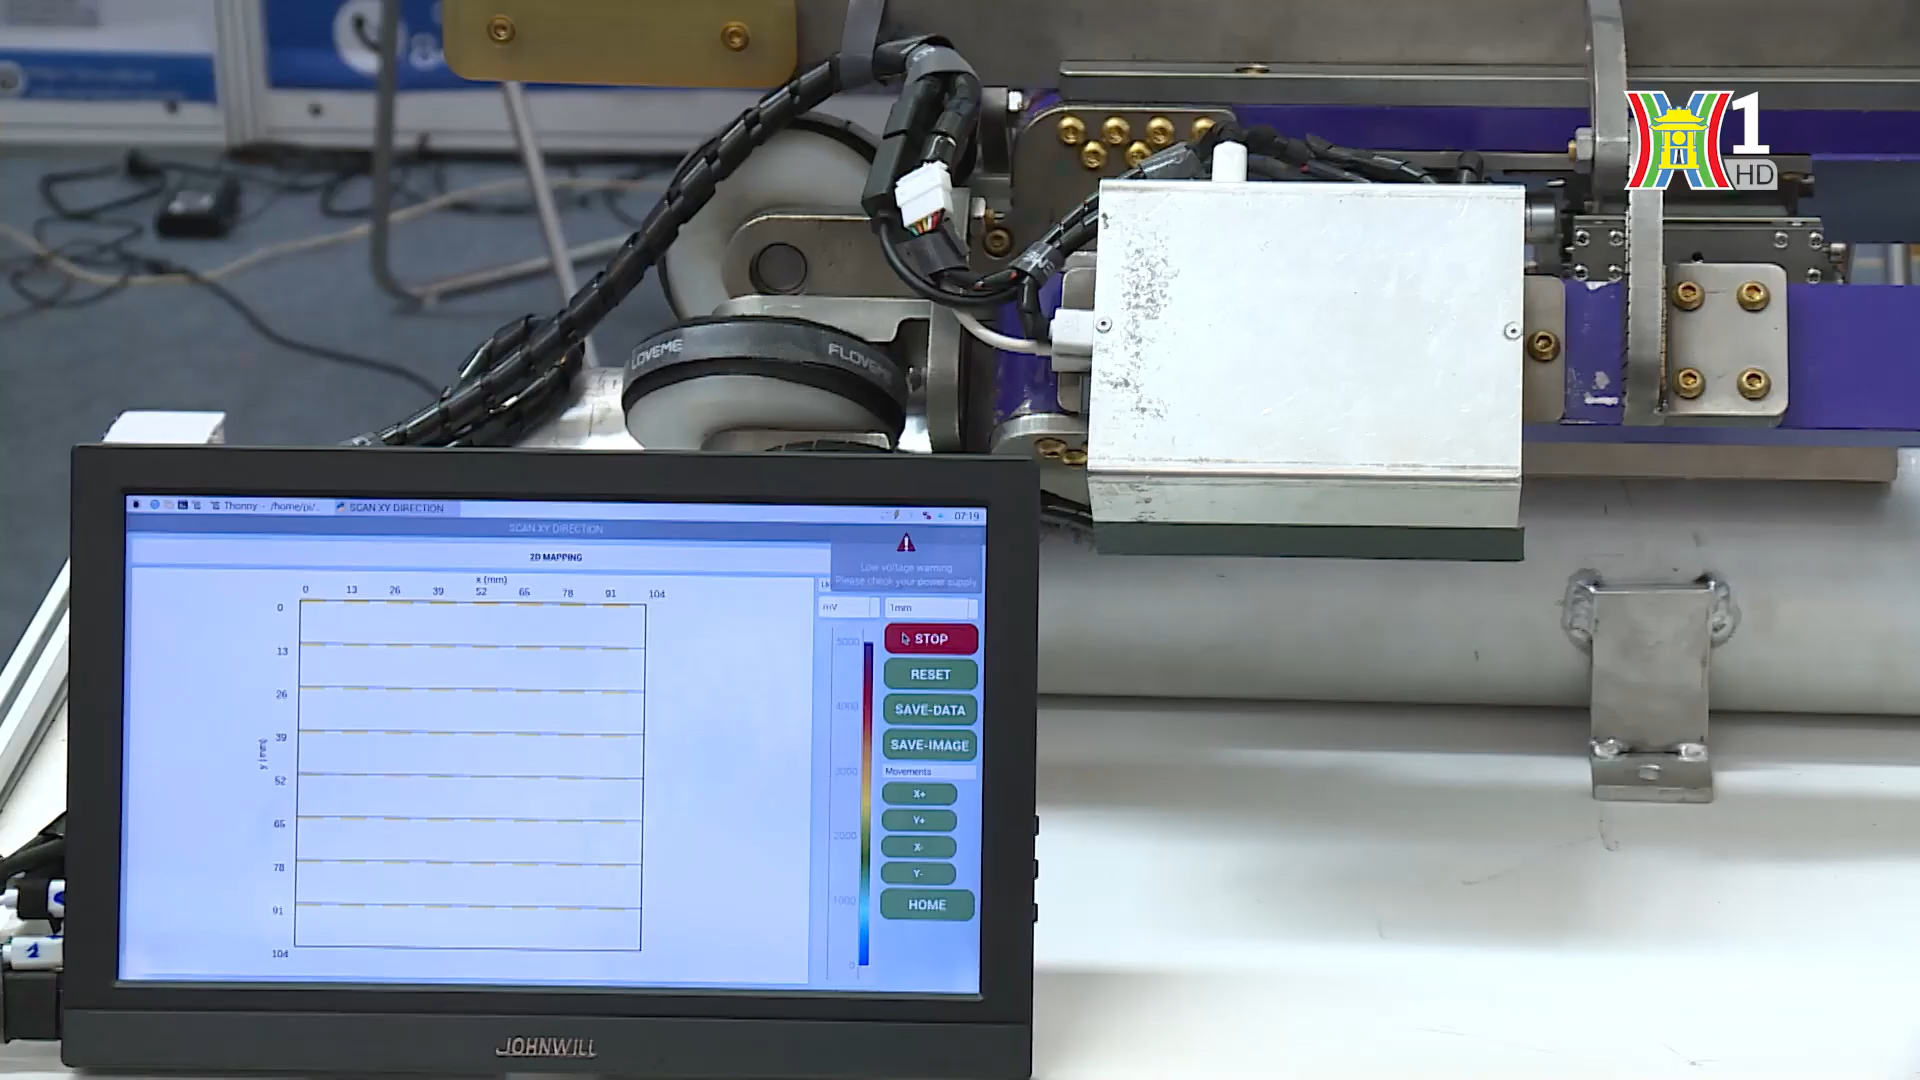 1
HD
LOVEME
FLOVEME
Thonny - /home/pi/..
SCAN XY DIRECTION
07:19
SCAN XY DIRECTION
2D MAPPING
Low voltage warning
Please check your power supply
x (mm)
0 13 26 39 52 65 78 91 104
y (mm)
0
13
26
39
52
65
78
91
104
mV
1mm
5000
4000
3000
2000
1000
0
STOP
RESET
SAVE-DATA
SAVE-IMAGE
Movements
X+
Y+
X-
Y-
HOME
1
JOHNWILL